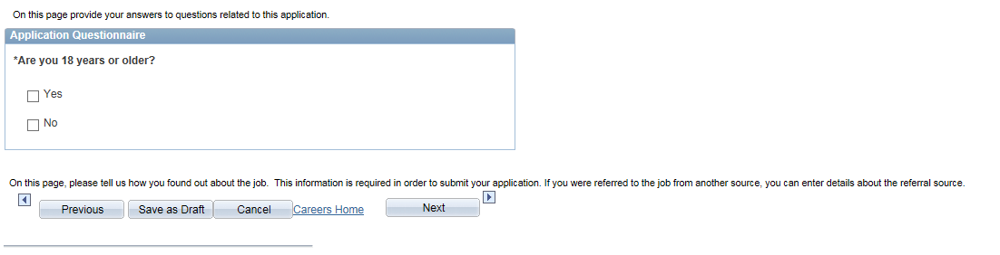 On this page provide your answers to questions related to this application.
Application Questionnaire
*Are you 18 years or older?
Yes
No
On this page, please tell us how you found out about the job. This information is required in order to submit your application. If you were referred to the job from another source, you can enter details about the referral source.
Previous Save as Draft Cancel Careers Home Next